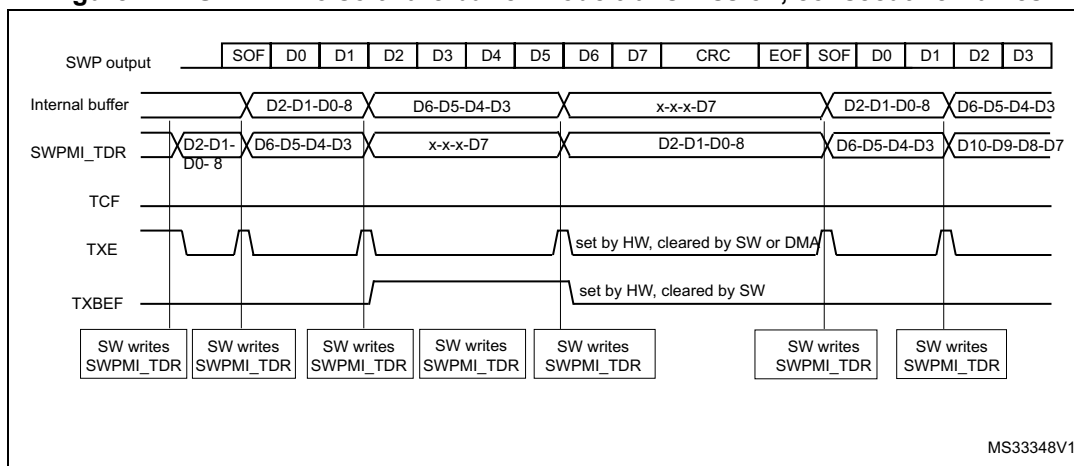 SWP output SOF D0 D1 D2 D3 D4 D5 D6 D7 CRC EOF SOF D0 D1 D2 D3
Internal buffer D2-D1-D0-8 D6-D5-D4-D3 x-x-x-D7 D2-D1-D0-8 D6-D5-D4-D3
SWPMI_TDR D2-D1- D0- 8 D6-D5-D4-D3 x-x-x-D7 D2-D1-D0-8 D6-D5-D4-D3 D10-D9-D8-D7
TCF
TXE set by HW, cleared by SW or DMA
TXBEF set by HW, cleared by SW
SW writes SW writes SW writes SW writes SW writes SW writes SW writes
SWPMI_TDR SWPMI_TDR SWPMI_TDR SWPMI_TDR SWPMI_TDR SWPMI_TDR SWPMI_TDR
MS33348V1